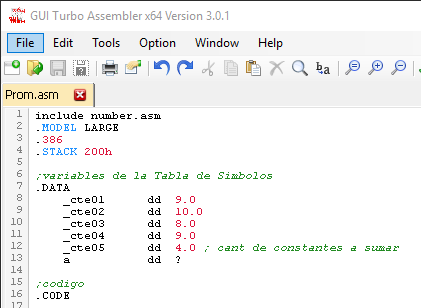 GUI Turbo Assembler x64 Version 3.0.1
File Edit Tools Option Window Help
Prom.asm
1 include number.asm
2 .MODEL LARGE
3 .386
4 .STACK 200h
5
6 ;variables de la Tabla de Simbolos
7 .DATA
8 _cte01 dd 9.0
9 _cte02 dd 10.0
10 _cte03 dd 8.0
11 _cte04 dd 9.0
12 _cte05 dd 4.0 ; cant de constantes a sumar
13 a dd ?
14
15 ;codigo
16 .CODE